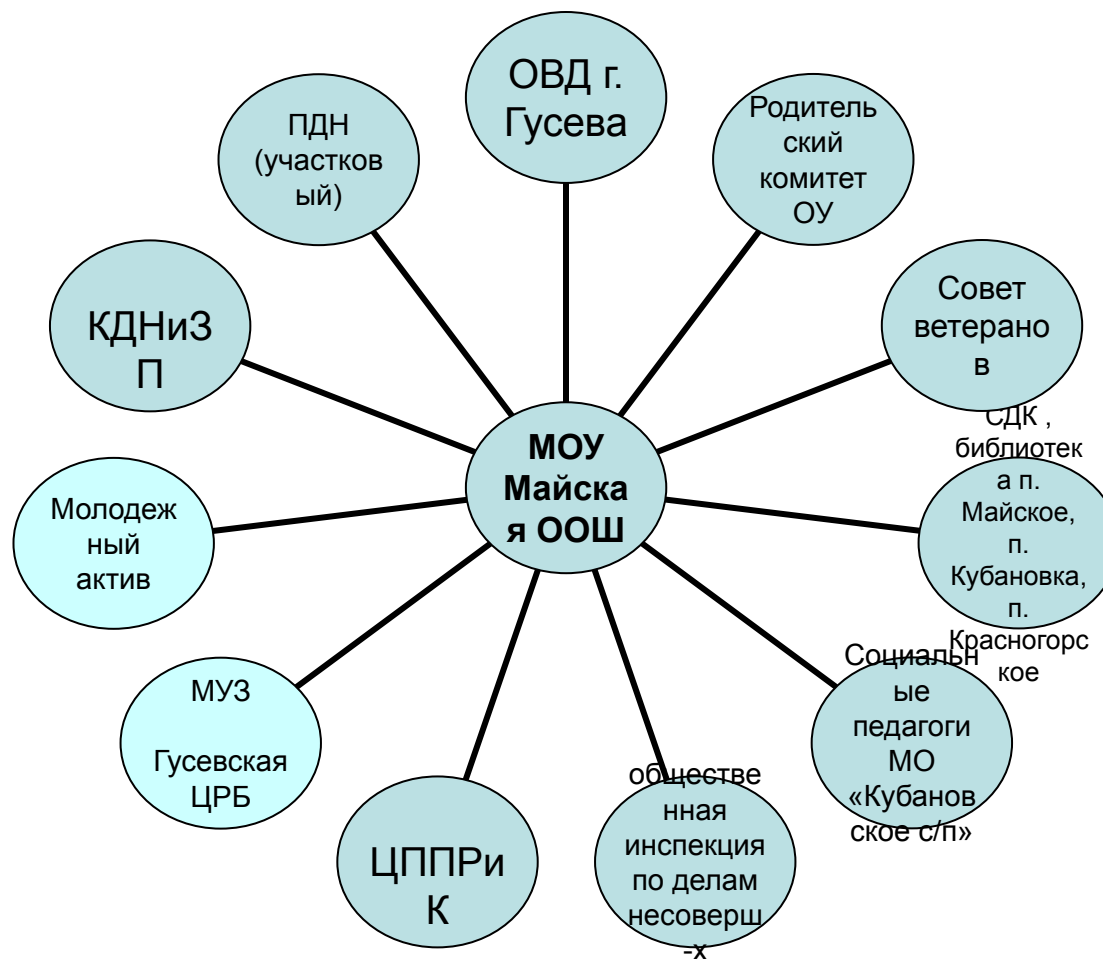 ОВД г.
Гусева
Родитель
ский
комитет
ОУ
ПДН
(участков
ый)
Совет
ветерано
в
КДНиЗ
П
СДК ,
библиотек
а п.
Майское,
п.
Кубановка,
п.
Красногорс
кое
МОУ
Майска
я ООШ
Молодеж
ный
актив
Социальн
ые
педагоги
МО
«Кубанов
ское с/п»
МУЗ
Гусевская
ЦРБ
обществе
нная
инспекция
по делам
несоверш
-х
ЦППРи
К